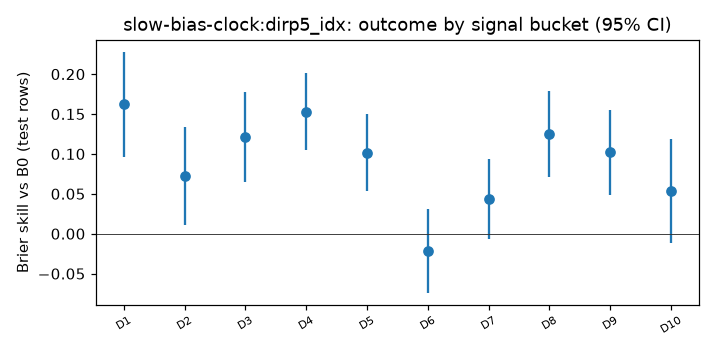 slow-bias-clock:dirp5_idx: outcome by signal bucket (95% CI)
Brier skill vs B0 (test rows)
0.20
0.15
0.10
0.05
0.00
−0.05
D1 D2 D3 D4 D5 D6 D7 D8 D9 D10